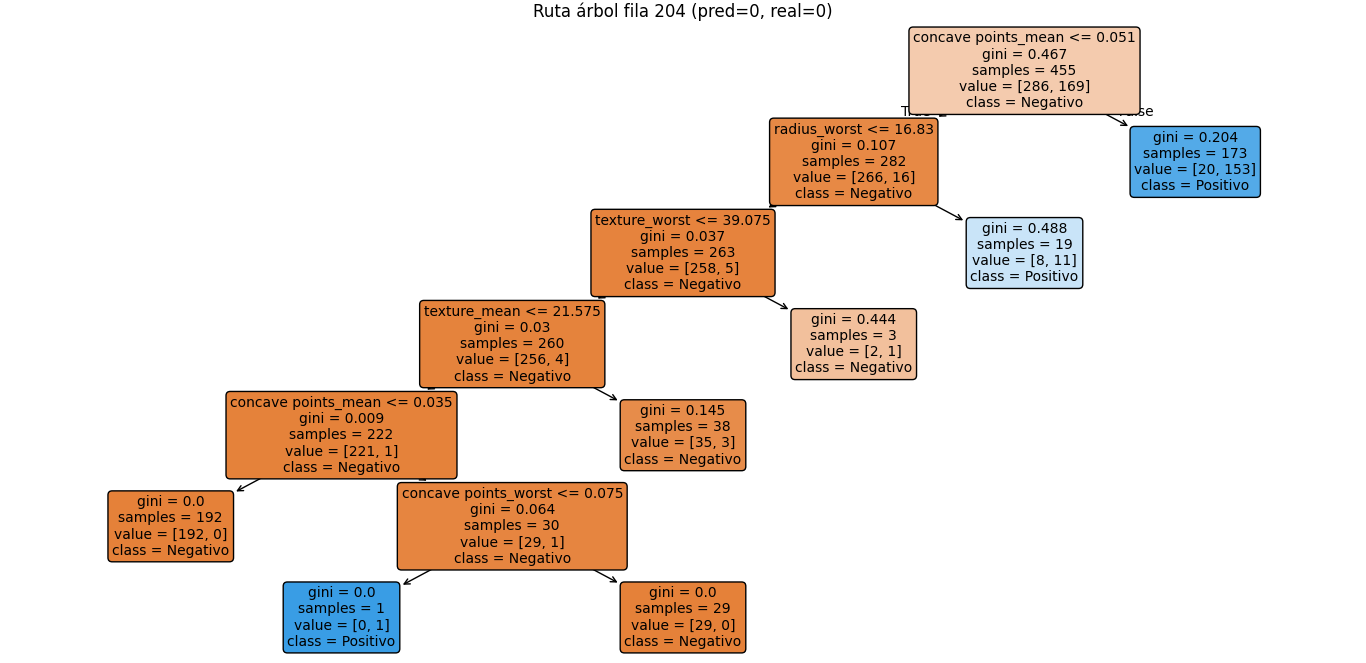 Ruta árbol fila 204 (pred=0, real=0)
concave points_mean <= 0.051
gini = 0.467
samples = 455
value = [286, 169]
class = Negativo
radius_worst <= 16.83
gini = 0.107
samples = 282
value = [266, 16]
class = Negativo
gini = 0.204
samples = 173
value = [20, 153]
class = Positivo
texture_worst <= 39.075
gini = 0.037
samples = 263
value = [258, 5]
class = Negativo
gini = 0.488
samples = 19
value = [8, 11]
class = Positivo
texture_mean <= 21.575
gini = 0.03
samples = 260
value = [256, 4]
class = Negativo
gini = 0.444
samples = 3
value = [2, 1]
class = Negativo
concave points_mean <= 0.035
gini = 0.009
samples = 222
value = [221, 1]
class = Negativo
gini = 0.145
samples = 38
value = [35, 3]
class = Negativo
gini = 0.0
samples = 192
value = [192, 0]
class = Negativo
concave points_worst <= 0.075
gini = 0.064
samples = 30
value = [29, 1]
class = Negativo
gini = 0.0
samples = 1
value = [0, 1]
class = Positivo
gini = 0.0
samples = 29
value = [29, 0]
class = Negativo